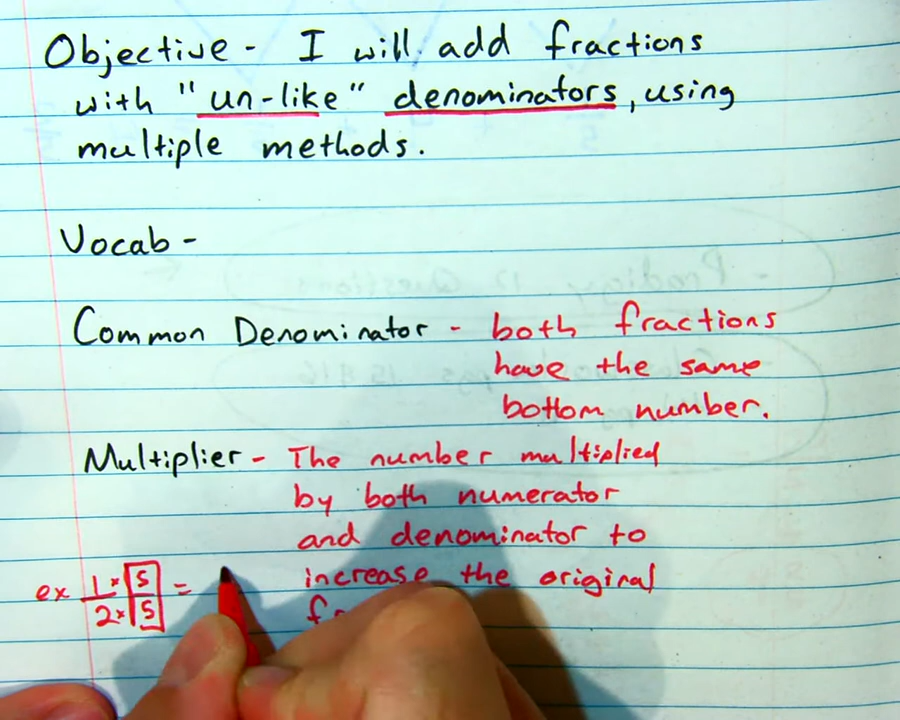 Objective - I will add fractions
with "un-like" denominators, using
multiple methods.
Vocab -
Common Denominator - both fractions
have the same
bottom number.
Multiplier - The number multiplied
by both numerator
and denominator to
increase the original
ex 1 × 5 =
2 × 5